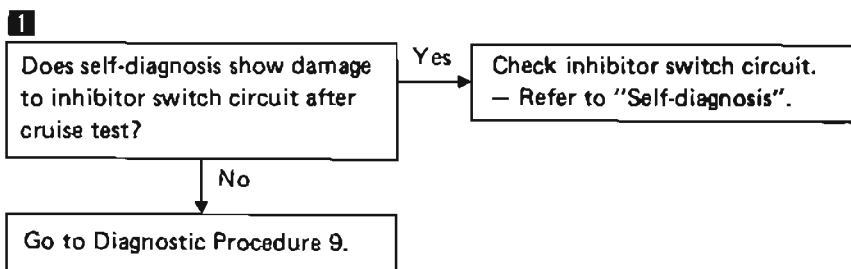 1
Does self-diagnosis show damage
to inhibitor switch circuit after
cruise test?
Yes
Check inhibitor switch circuit.
— Refer to "Self-diagnosis".
No
Go to Diagnostic Procedure 9.